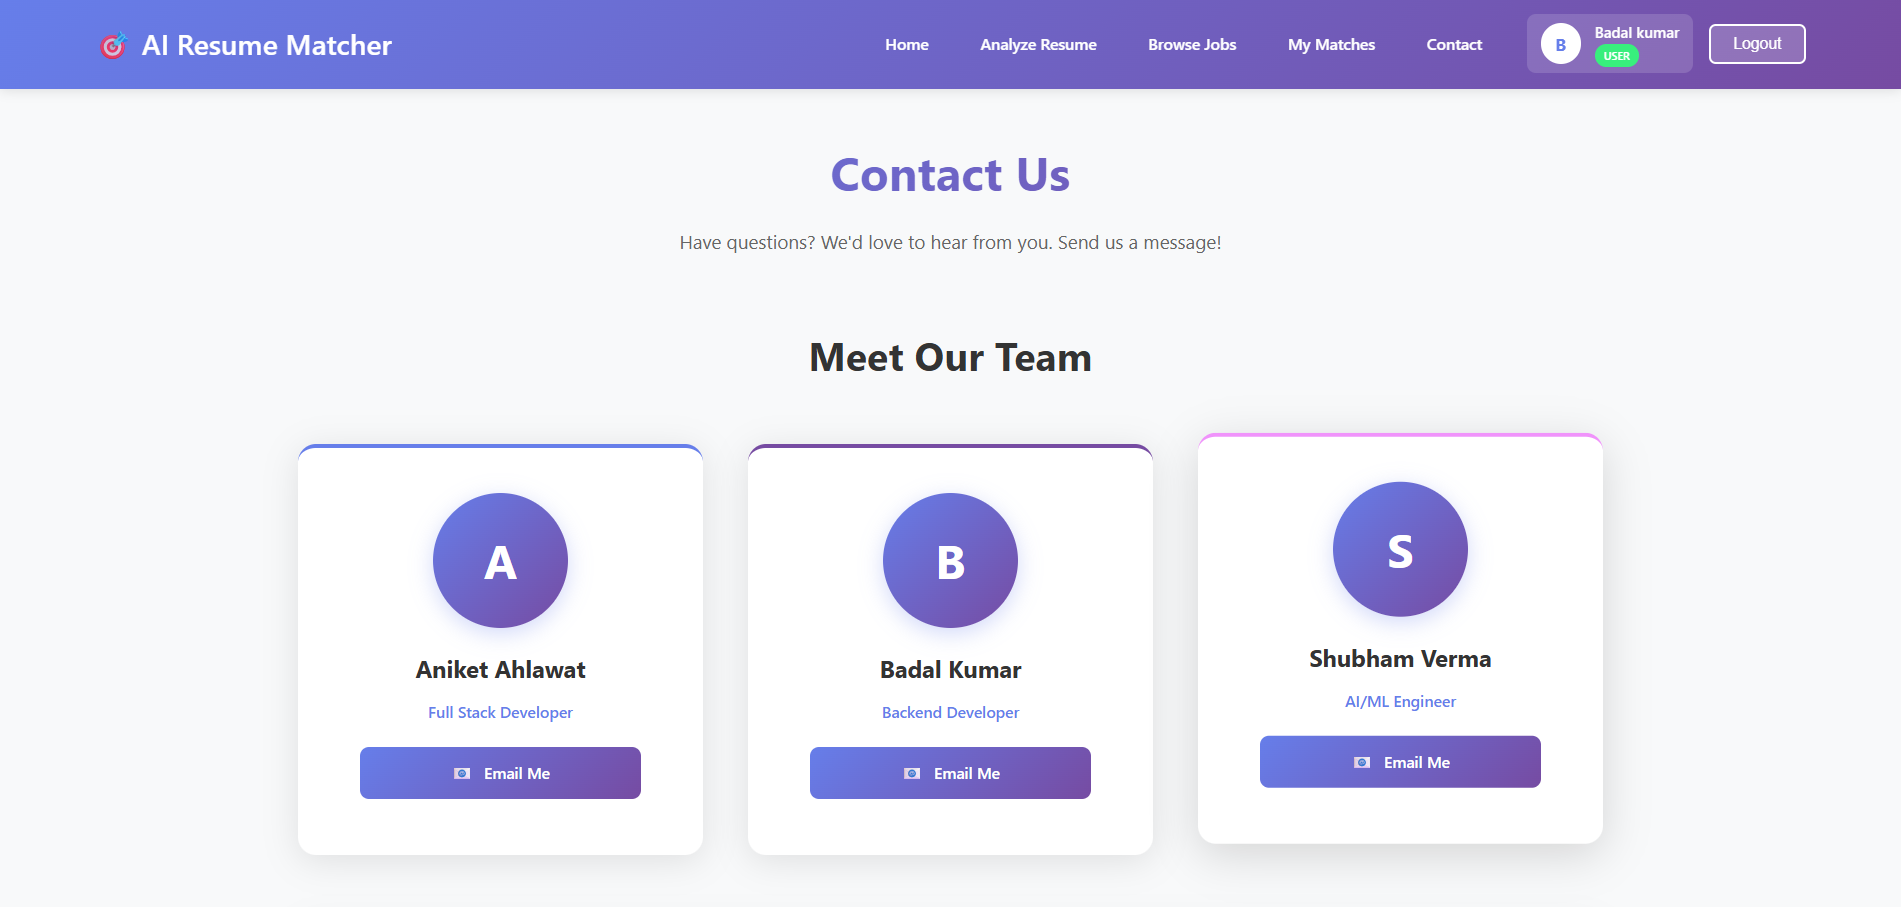 AI Resume Matcher
Home
Analyze Resume
Browse Jobs
My Matches
Contact
B
Badal kumar
USER
Logout
Contact Us
Have questions? We'd love to hear from you. Send us a message!
Meet Our Team
A
Aniket Ahlawat
Full Stack Developer
Email Me
B
Badal Kumar
Backend Developer
Email Me
S
Shubham Verma
AI/ML Engineer
Email Me